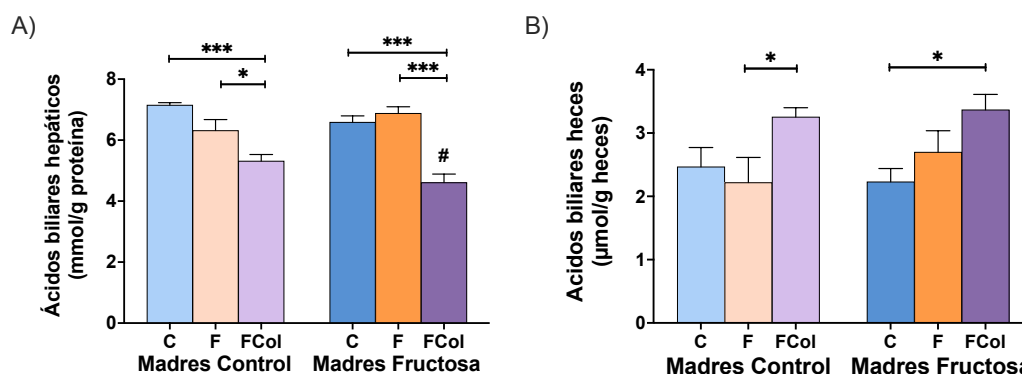 A)
Ácidos biliares hepáticos
(mmol/g proteína)
8
6
4
2
0
***
*
***
***
#
C F FCol C F FCol
Madres Control Madres Fructosa
B)
Acidos biliares heces
(µmol/g heces)
4
3
2
1
0
*
*
C F FCol C F FCol
Madres Control Madres Fructosa